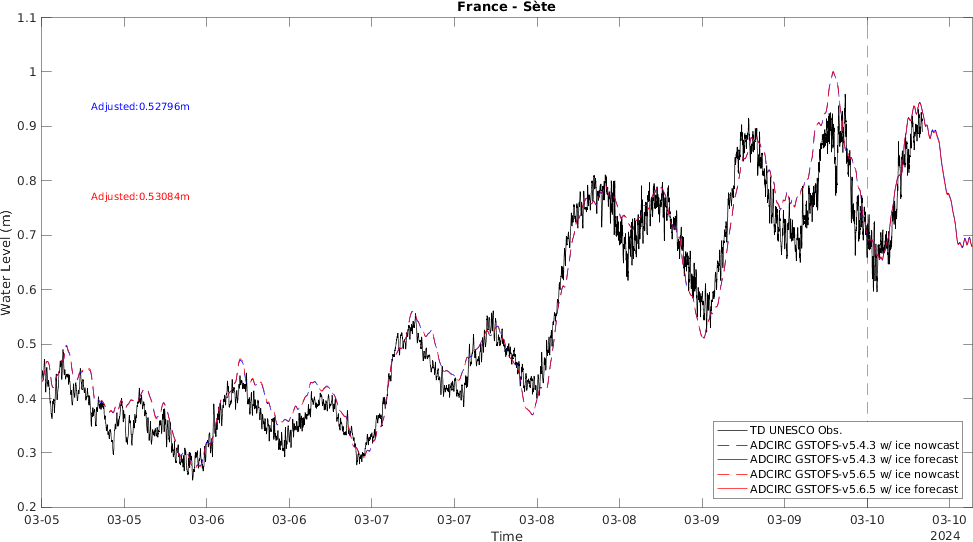 France - Sète
1.1
1
0.9
0.8
0.7
0.6
0.5
0.4
0.3
0.2
Water Level (m)
Adjusted:0.52796m
Adjusted:0.53084m
TD UNESCO Obs.
ADCIRC GSTOFS-v5.4.3 w/ ice nowcast
ADCIRC GSTOFS-v5.4.3 w/ ice forecast
ADCIRC GSTOFS-v5.6.5 w/ ice nowcast
ADCIRC GSTOFS-v5.6.5 w/ ice forecast
03-05 03-05 03-06 03-06 03-07 03-07 03-08 03-08 03-09 03-09 03-10 03-10
2024
Time